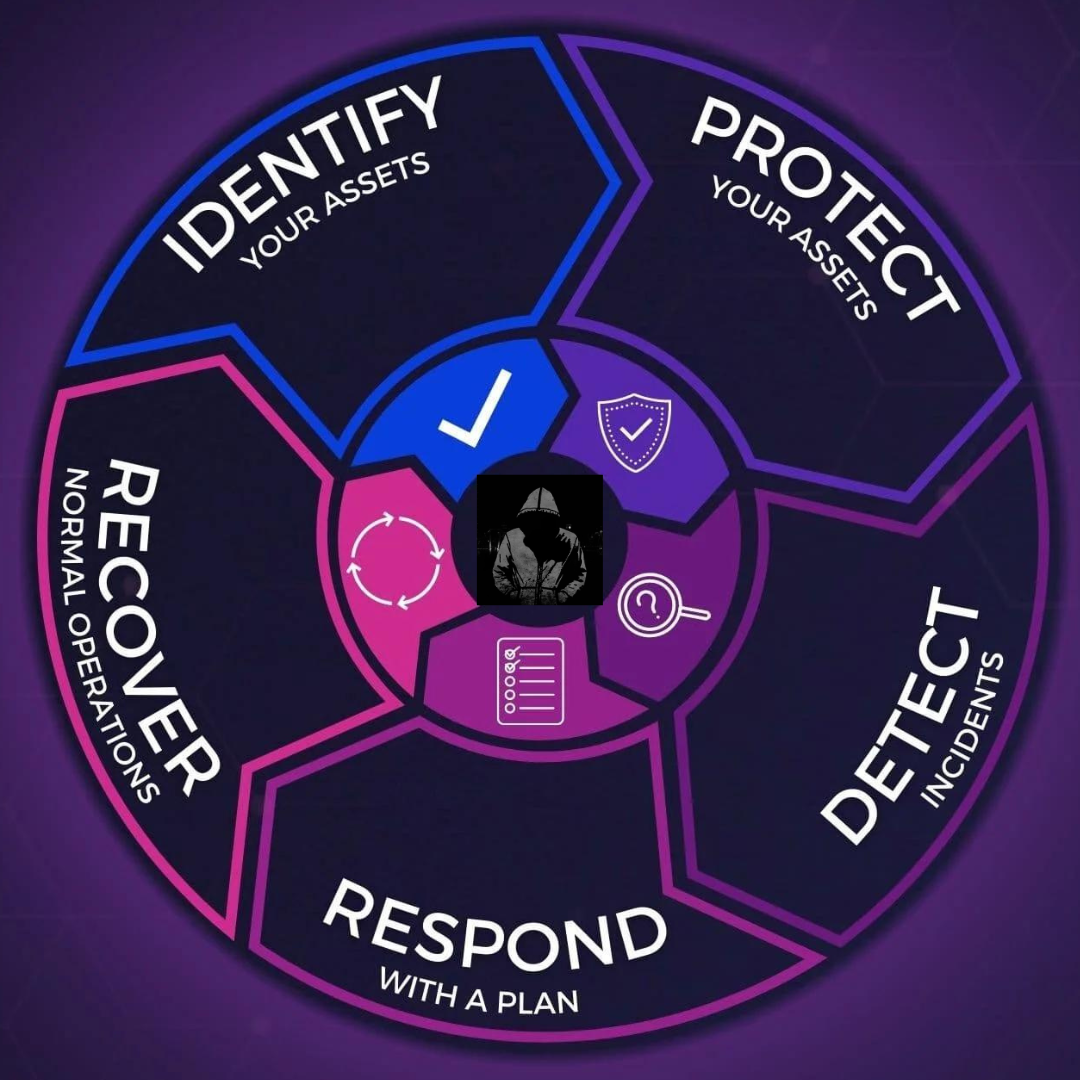 IDENTIFY
YOUR ASSETS
PROTECT
YOUR ASSETS
DETECT
INCIDENTS
RESPOND
WITH A PLAN
RECOVER
NORMAL OPERATIONS